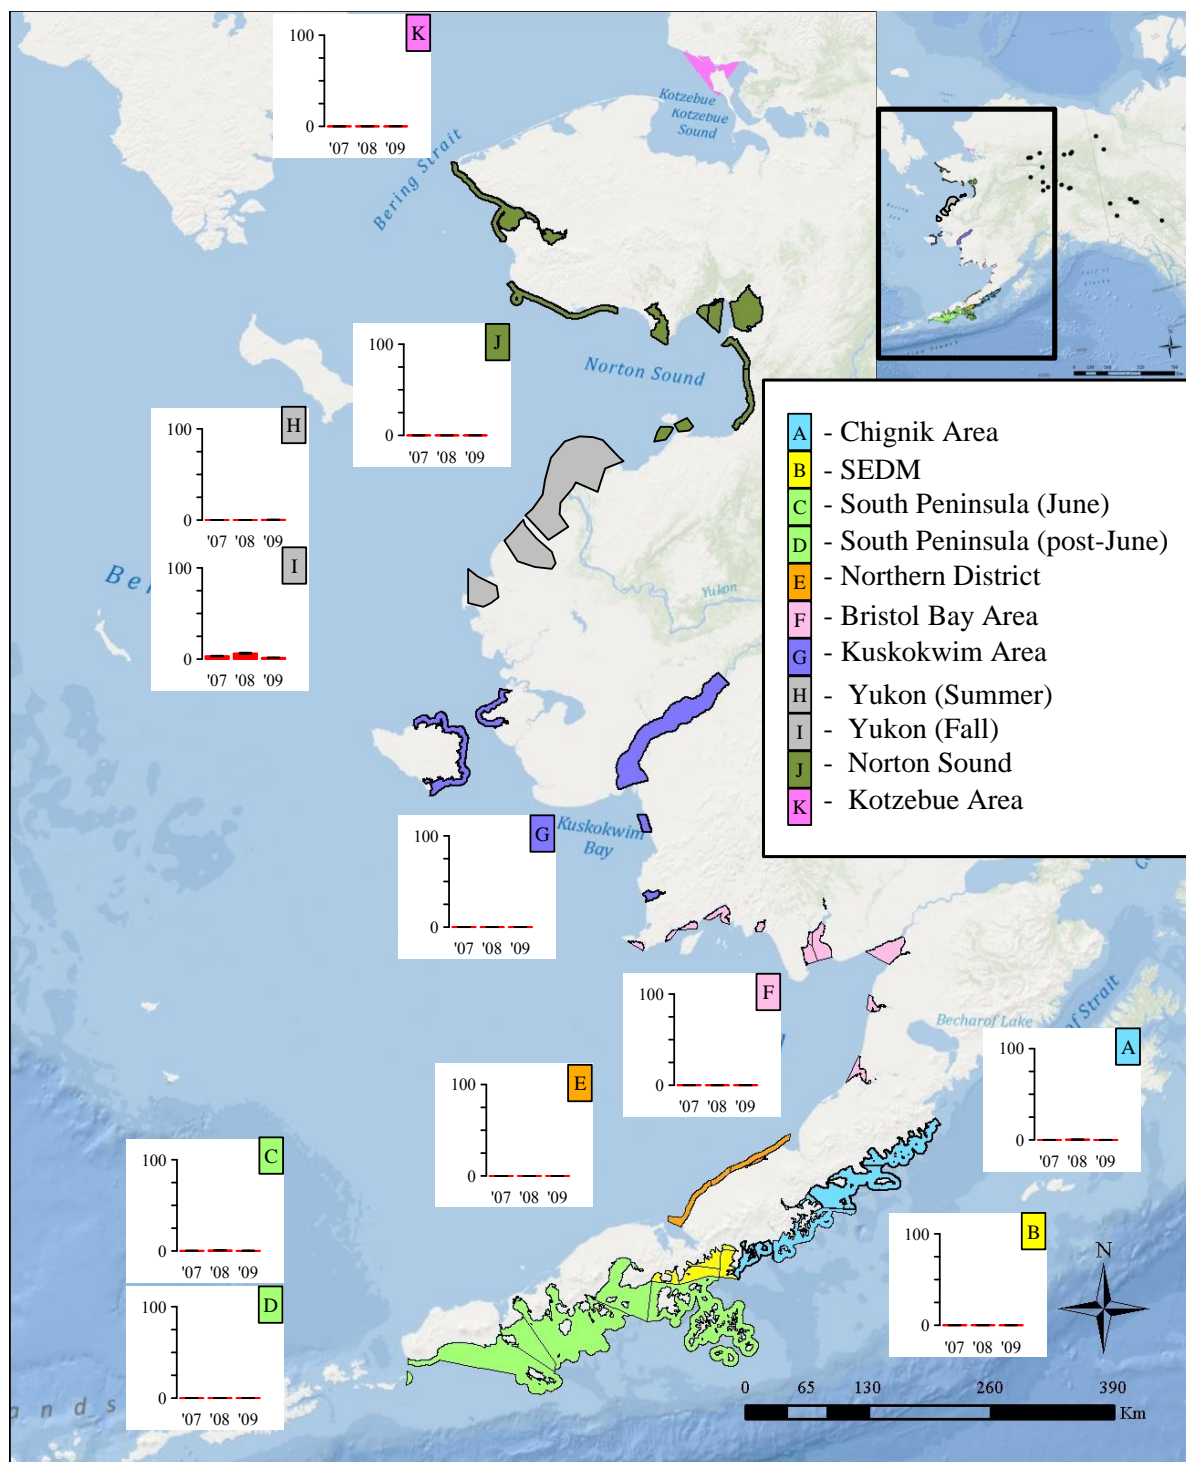 100
K
0
'07 '08 '09
Kotzebue
Kotzebue
Sound
Bering Strait
100
J
0
'07 '08 '09
Norton Sound
100
H
0
'07 '08 '09
100
I
0
'07 '08 '09
Yukon
A - Chignik Area
B - SEDM
C - South Peninsula (June)
D - South Peninsula (post-June)
E - Northern District
F - Bristol Bay Area
G - Kuskokwim Area
H - Yukon (Summer)
I - Yukon (Fall)
J - Norton Sound
K - Kotzebue Area
100
G
0
'07 '08 '09
Kuskokwim
Bay
100
F
0
'07 '08 '09
Becharof Lake
of Strait
100
A
0
'07 '08 '09
100
E
0
'07 '08 '09
100
C
0
'07 '08 '09
100
B
0
'07 '08 '09
100
D
0
'07 '08 '09
N
0 65 130 260 390
Km
ands